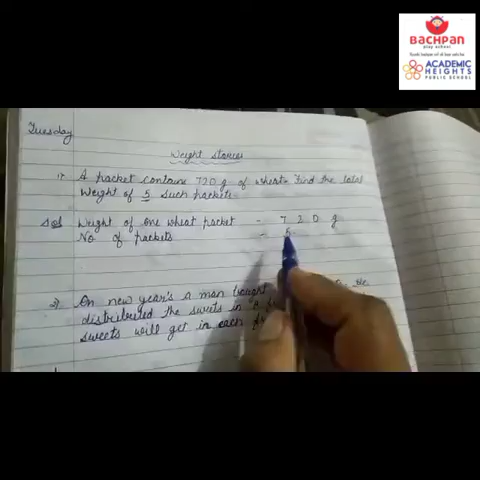 BACHPAN
play school
ACADEMIC
HEIGHTS
PUBLIC SCHOOL
Tuesday
Weight stories
1) A packet contains 720 g of wheat. Find the total
weight of 5 such packets.
Sol Weight of one wheat packet - 7 2 0 g
No. of packets - 5
2) On new year's a man bought
distributed the sweets in
sweets will get in each